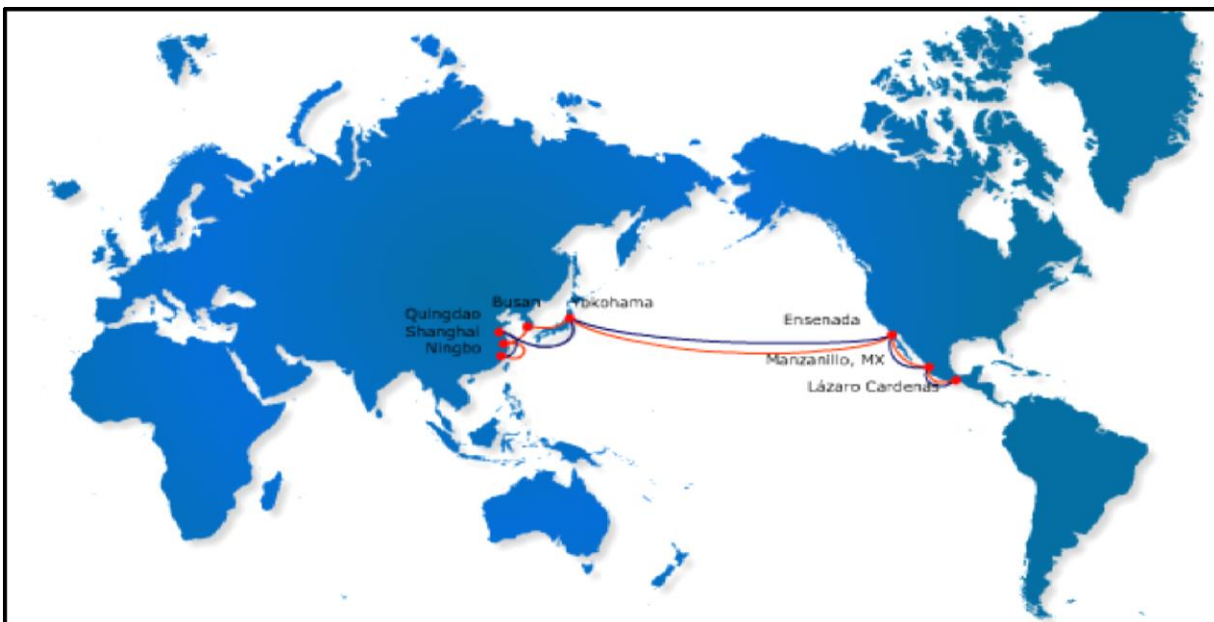 Busan
Yokohama
Quingdao
Shanghai
Ningbo
Ensenada
Manzanillo, MX
Lázaro Cardenas